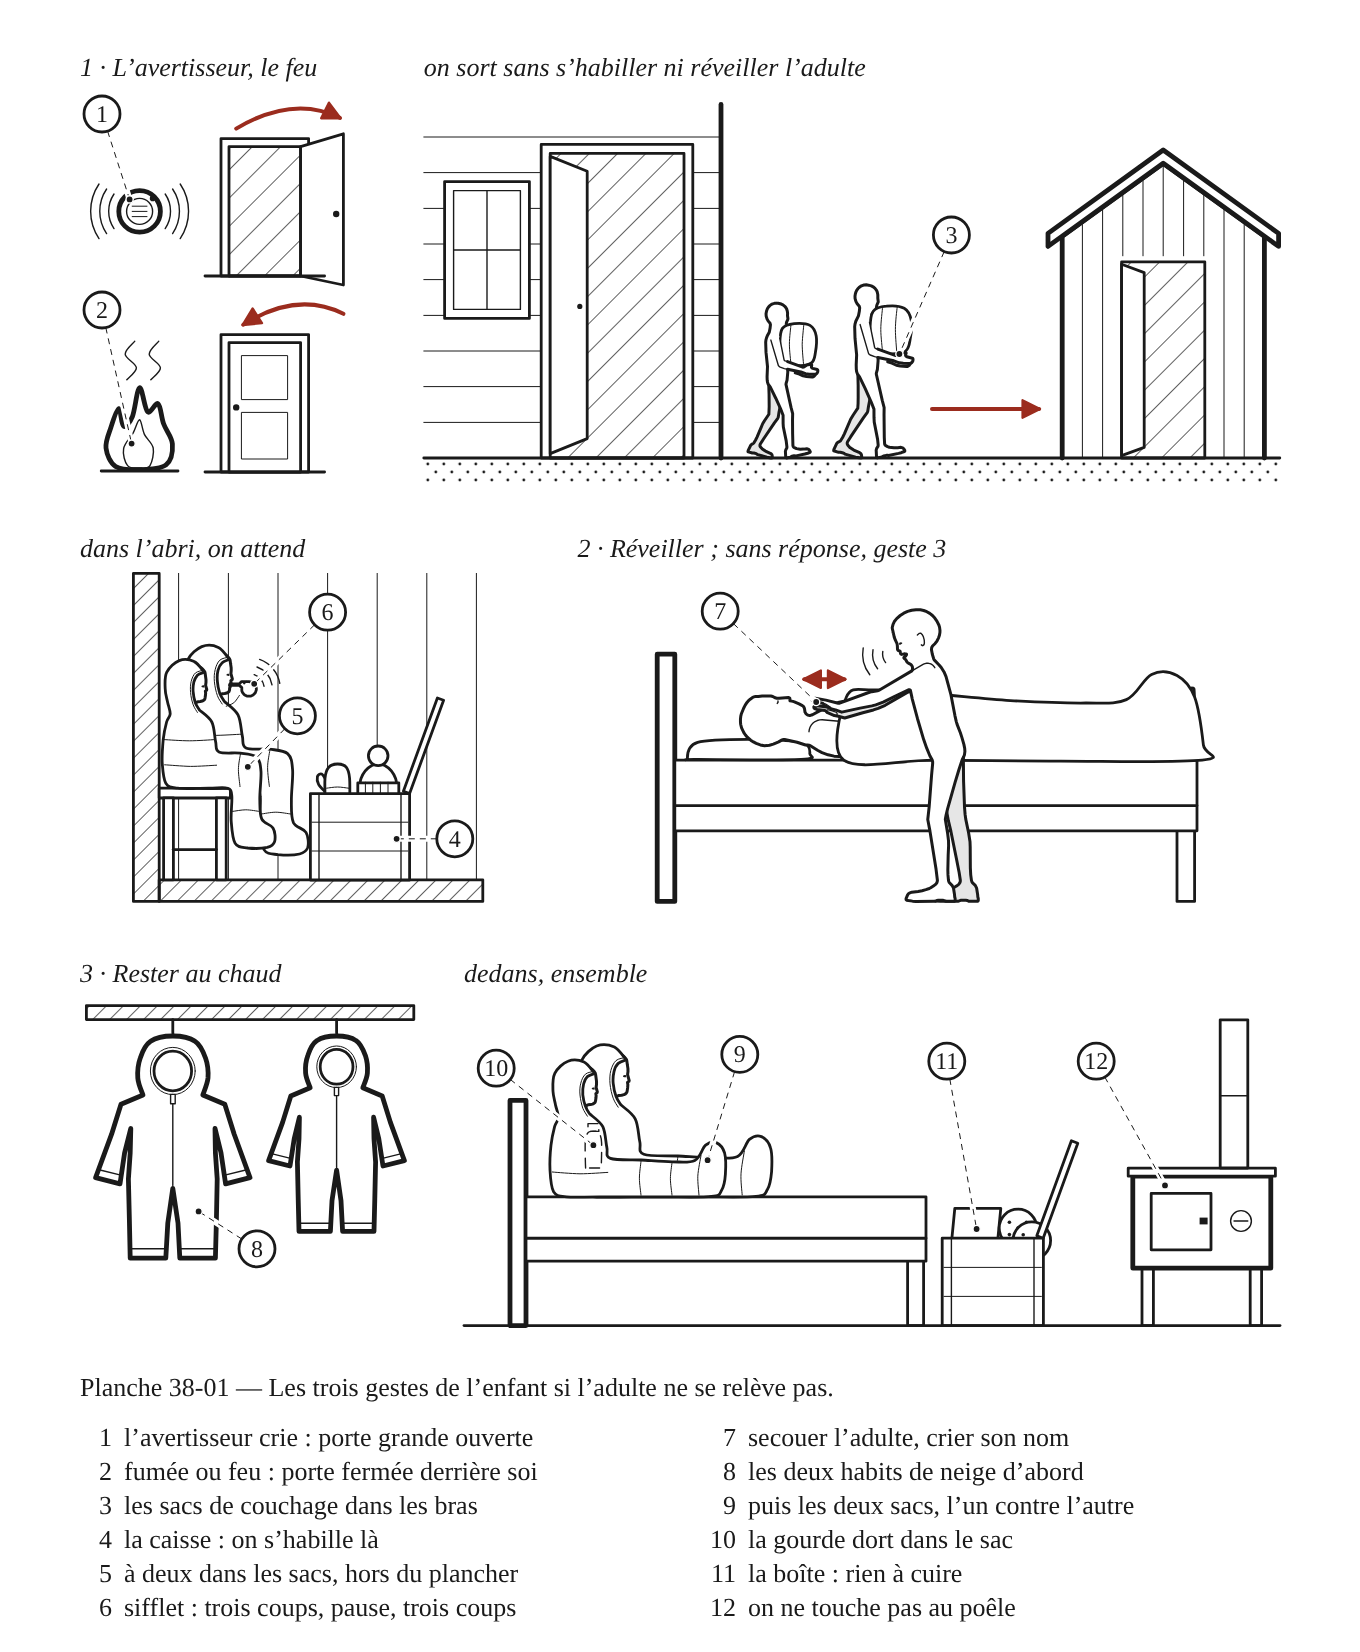 1 · L’avertisseur, le feu
on sort sans s’habiller ni réveiller l’adulte
1
3
2
dans l’abri, on attend
2 · Réveiller ; sans réponse, geste 3
6
7
5
4
3 · Rester au chaud
dedans, ensemble
10
9
11
12
8
Planche 38-01 — Les trois gestes de l’enfant si l’adulte ne se relève pas.
1 l’avertisseur crie : porte grande ouverte
2 fumée ou feu : porte fermée derrière soi
3 les sacs de couchage dans les bras
4 la caisse : on s’habille là
5 à deux dans les sacs, hors du plancher
6 sifflet : trois coups, pause, trois coups
7 secouer l’adulte, crier son nom
8 les deux habits de neige d’abord
9 puis les deux sacs, l’un contre l’autre
10 la gourde dort dans le sac
11 la boîte : rien à cuire
12 on ne touche pas au poêle